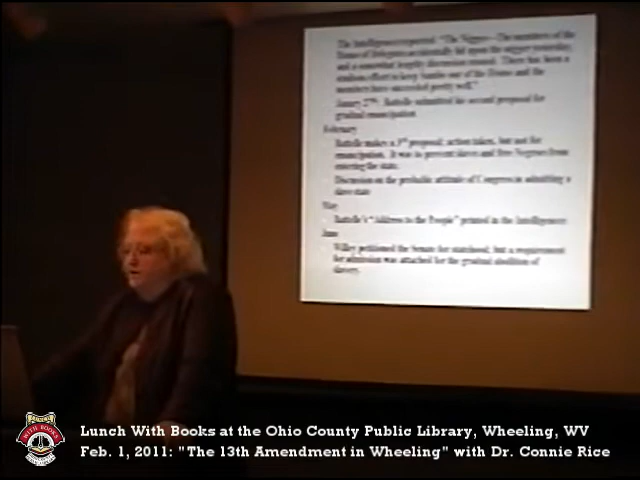 The Intelligencer reported: "The Nigger—The members of the
House of Delegates accidentally hit upon the nigger yesterday,
and a somewhat lengthy discussion ensued. There has been a
studious effort to keep Sambo out of the House and the
members have succeeded pretty well."
January 27th: Battelle submitted his second proposal for
gradual emancipation
February
Battelle makes a 3rd proposal; action taken, but not for
emancipation. It was to prevent slaves and free Negroes from
entering the state.
Discussion on the probable attitude of Congress in admitting a
slave state
May
Battelle's "Address to the People" printed in the Intelligencer
June
Willey petitioned the Senate for statehood; but a requirement
for admission was attached for the gradual abolition of
slavery.
LUNCH
WITH BOOKS
Lunch With Books at the Ohio County Public Library, Wheeling, WV
Feb. 1, 2011: "The 13th Amendment in Wheeling" with Dr. Connie Rice